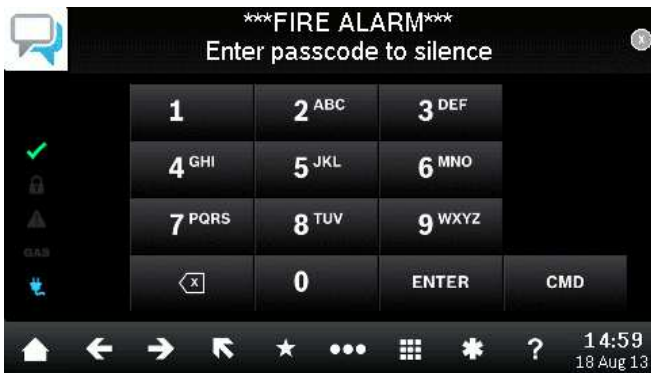 ***FIRE ALARM***
Enter passcode to silence
x
1 2 ABC 3 DEF
4 GHI 5 JKL 6 MNO
7 PQRS 8 TUV 9 WXYZ
GAS
x 0 ENTER CMD
? 14:59
18 Aug 13